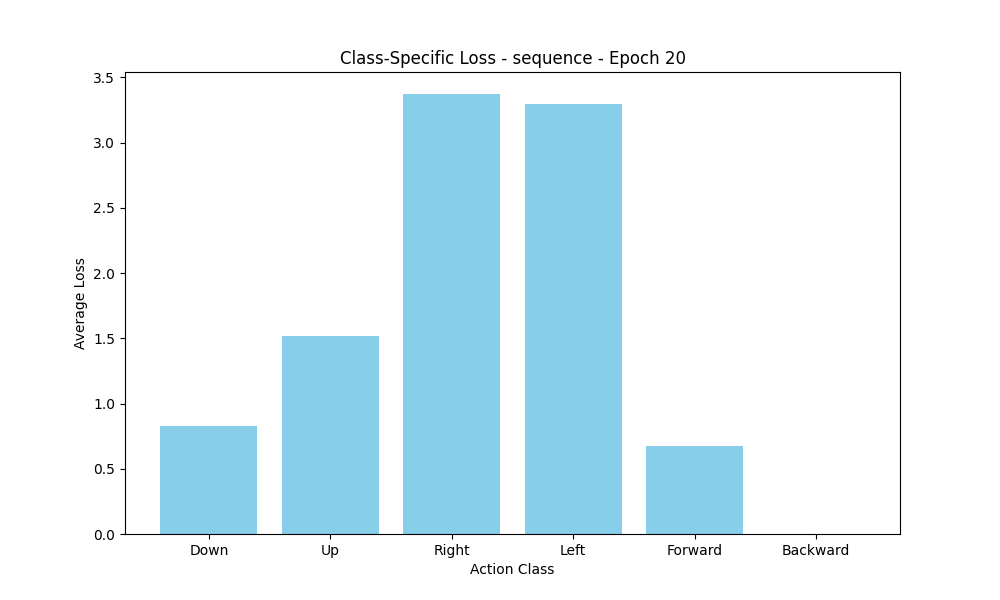 Class-Specific Loss - sequence - Epoch 20
3.5
3.0
2.5
2.0
1.5
1.0
0.5
0.0
Average Loss
Down Up Right Left Forward Backward
Action Class